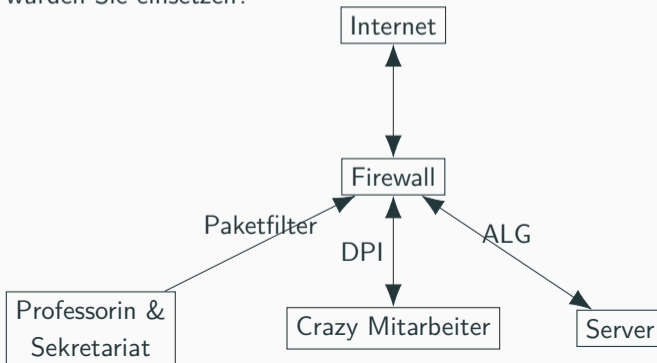 würden Sie einsetzen?
Internet
Firewall
Paketfilter
DPI
ALG
Professorin &
Sekretariat
Crazy Mitarbeiter
Server